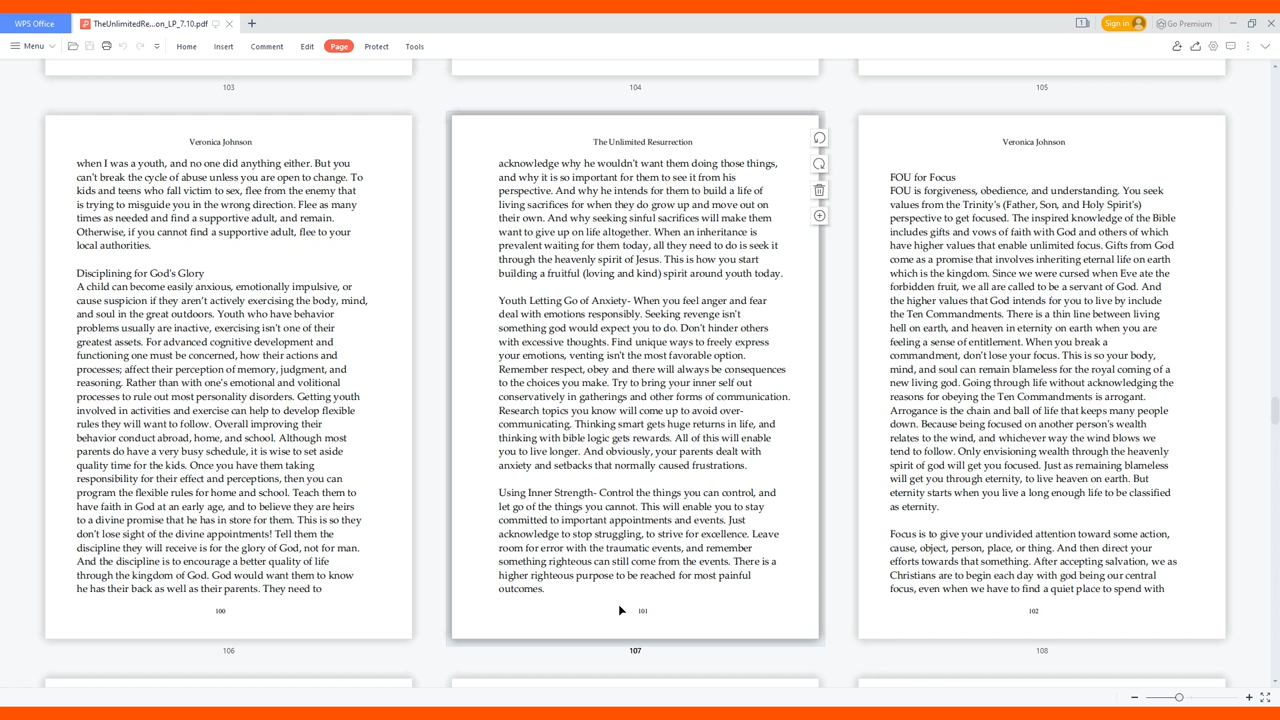 WPS Office
TheUnlimitedRe...on_LP_7.10.pdf
1
Sign in
Go Premium
Menu
Home
Insert
Comment
Edit
Page
Protect
Tools
103
104
105
Veronica Johnson
when I was a youth, and no one did anything either. But you
can't break the cycle of abuse unless you are open to change. To
kids and teens who fall victim to sex, flee from the enemy that
is trying to misguide you in the wrong direction. Flee as many
times as needed and find a supportive adult, and remain.
Otherwise, if you cannot find a supportive adult, flee to your
local authorities.
Disciplining for God's Glory
A child can become easily anxious, emotionally impulsive, or
cause suspicion if they aren't actively exercising the body, mind,
and soul in the great outdoors. Youth who have behavior
problems usually are inactive, exercising isn't one of their
greatest assets. For advanced cognitive development and
functioning one must be concerned, how their actions and
processes; affect their perception of memory, judgment, and
reasoning. Rather than with one's emotional and volitional
processes to rule out most personality disorders. Getting youth
involved in activities and exercise can help to develop flexible
rules they will want to follow. Overall improving their
behavior conduct abroad, home, and school. Although most
parents do have a very busy schedule, it is wise to set aside
quality time for the kids. Once you have them taking
responsibility for their effect and perceptions, then you can
program the flexible rules for home and school. Teach them to
have faith in God at an early age, and to believe they are heirs
to a divine promise that he has in store for them. This is so they
don't lose sight of the divine appointments! Tell them the
discipline they will receive is for the glory of God, not for man.
And the discipline is to encourage a better quality of life
through the kingdom of God. God would want them to know
he has their back as well as their parents. They need to
100
106
The Unlimited Resurrection
acknowledge why he wouldn't want them doing those things,
and why it is so important for them to see it from his
perspective. And why he intends for them to build a life of
living sacrifices for when they do grow up and move out on
their own. And why seeking sinful sacrifices will make them
want to give up on life altogether. When an inheritance is
prevalent waiting for them today, all they need to do is seek it
through the heavenly spirit of Jesus. This is how you start
building a fruitful (loving and kind) spirit around youth today.
Youth Letting Go of Anxiety- When you feel anger and fear
deal with emotions responsibly. Seeking revenge isn't
something god would expect you to do. Don't hinder others
with excessive thoughts. Find unique ways to freely express
your emotions, venting isn't the most favorable option.
Remember respect, obey and there will always be consequences
to the choices you make. Try to bring your inner self out
conservatively in gatherings and other forms of communication.
Research topics you know will come up to avoid over-
communicating. Thinking smart gets huge returns in life, and
thinking with bible logic gets rewards. All of this will enable
you to live longer. And obviously, your parents dealt with
anxiety and setbacks that normally caused frustrations.
Using Inner Strength- Control the things you can control, and
let go of the things you cannot. This will enable you to stay
committed to important appointments and events. Just
acknowledge to stop struggling, to strive for excellence. Leave
room for error with the traumatic events, and remember
something righteous can still come from the events. There is a
higher righteous purpose to be reached for most painful
outcomes.
101
107
Veronica Johnson
FOU for Focus
FOU is forgiveness, obedience, and understanding. You seek
values from the Trinity's (Father, Son, and Holy Spirit's)
perspective to get focused. The inspired knowledge of the Bible
includes gifts and vows of faith with God and others of which
have higher values that enable unlimited focus. Gifts from God
come as a promise that involves inheriting eternal life on earth
which is the kingdom. Since we were cursed when Eve ate the
forbidden fruit, we all are called to be a servant of God. And
the higher values that God intends for you to live by include
the Ten Commandments. There is a thin line between living
hell on earth, and heaven in eternity on earth when you are
feeling a sense of entitlement. When you break a
commandment, don't lose your focus. This is so your body,
mind, and soul can remain blameless for the royal coming of a
new living god. Going through life without acknowledging the
reasons for obeying the Ten Commandments is arrogant.
Arrogance is the chain and ball of life that keeps many people
down. Because being focused on another person's wealth
relates to the wind, and whichever way the wind blows we
tend to follow. Only envisioning wealth through the heavenly
spirit of god will get you focused. Just as remaining blameless
will get you through eternity, to live heaven on earth. But
eternity starts when you live a long enough life to be classified
as eternity.
Focus is to give your undivided attention toward some action,
cause, object, person, place, or thing. And then direct your
efforts towards that something. After accepting salvation, we as
Christians are to begin each day with god being our central
focus, even when we have to find a quiet place to spend with
102
108